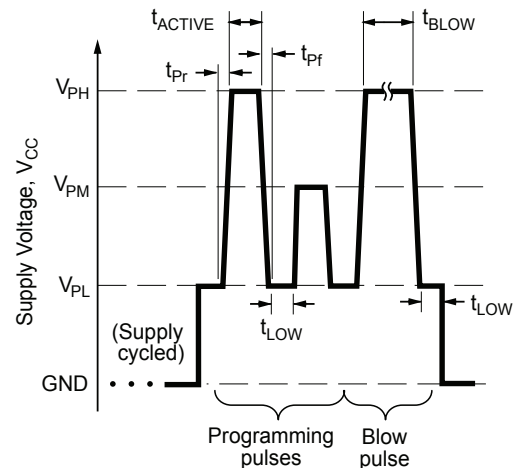 tACTIVE
tBLOW
tPr
tPf
VPH
VPM
VPL
GND
Supply Voltage, VCC
(Supply
cycled)
tLOW
tLOW
Programming
pulses
Blow
pulse